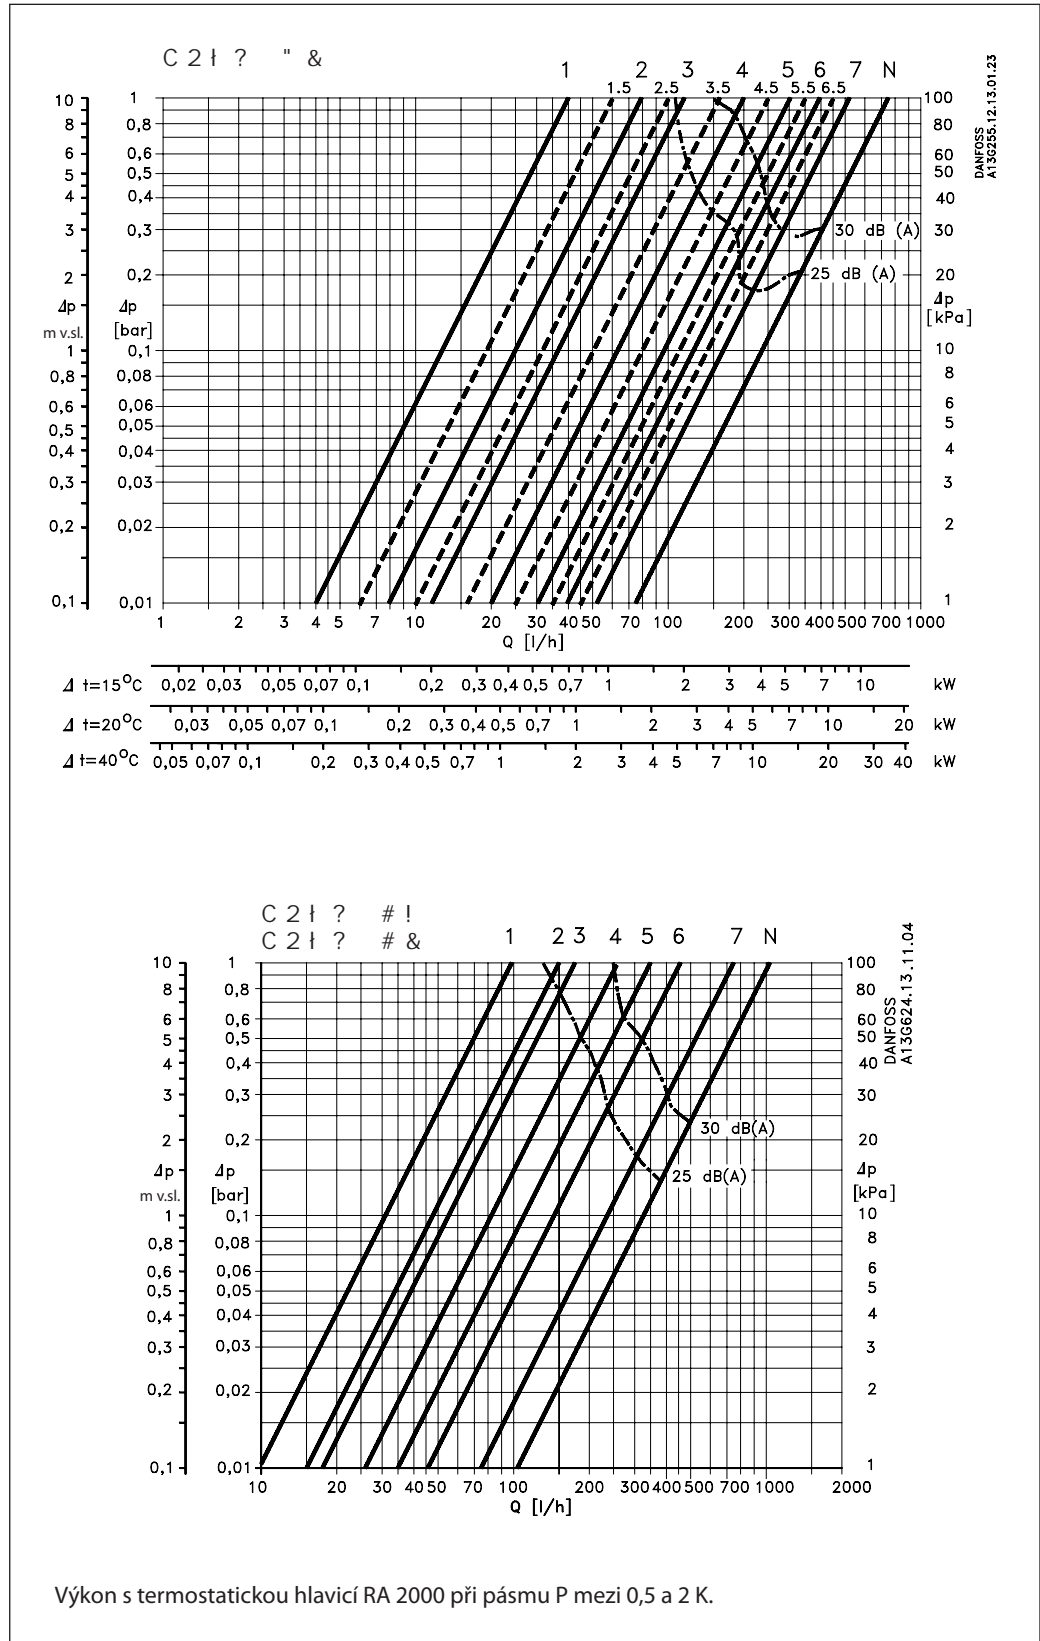 C 2 ł ? " &
1 2 3 4 5 6 7 N
1.5 2.5 3.5 4.5 5.5 6.5
DANFOSS
A13G255.12.13.01.23
10 8 6 5 4 3 2
Δp
m v.sl.
1 0,8 0,6 0,5 0,4 0,3 0,2 0,1
1 0,8 0,6 0,5 0,4 0,3 0,2
Δp
[bar]
0,1 0,08 0,06 0,05 0,04 0,03 0,02 0,01
100 80 60 50 40 30 20
Δp
[kPa]
10 8 6 5 4 3 2 1
30 dB (A)
25 dB (A)
1 2 3 4 5 7 10 20 30 40 50 70 100 200 300 400 500 700 1000
Q [l/h]
Δ t=15°C 0,02 0,03 0,05 0,07 0,1 0,2 0,3 0,4 0,5 0,7 1 2 3 4 5 7 10 kW
Δ t=20°C 0,03 0,05 0,07 0,1 0,2 0,3 0,4 0,5 0,7 1 2 3 4 5 7 10 20 kW
Δ t=40°C 0,05 0,07 0,1 0,2 0,3 0,4 0,5 0,7 1 2 3 4 5 7 10 20 30 40 kW
C 2 ł ? # !
C 2 ł ? # &
1 2 3 4 5 6 7 N
DANFOSS
A13G624.13.11.04
10 8 6 5 4 3 2
Δp
m v.sl.
1 0,8 0,6 0,5 0,4 0,3 0,2 0,1
1 0,8 0,6 0,5 0,4 0,3 0,2
Δp
[bar]
0,1 0,08 0,06 0,05 0,04 0,03 0,02 0,01
100 80 60 50 40 30 20
Δp
[kPa]
10 8 6 5 4 3 2 1
30 dB(A)
25 dB(A)
10 20 30 40 50 70 100 200 300 400 500 700 1000 2000
Q [l/h]
Výkon s termostatickou hlavicí RA 2000 při pásmu P mezi 0,5 a 2 K.